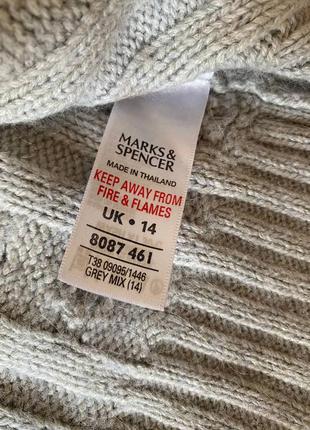 MARKS &
SPENCER
MADE IN THAILAND
KEEP AWAY FROM
FIRE & FLAMES
UK • 14
8087 461
T38 09095/1446
GREY MIX (14)